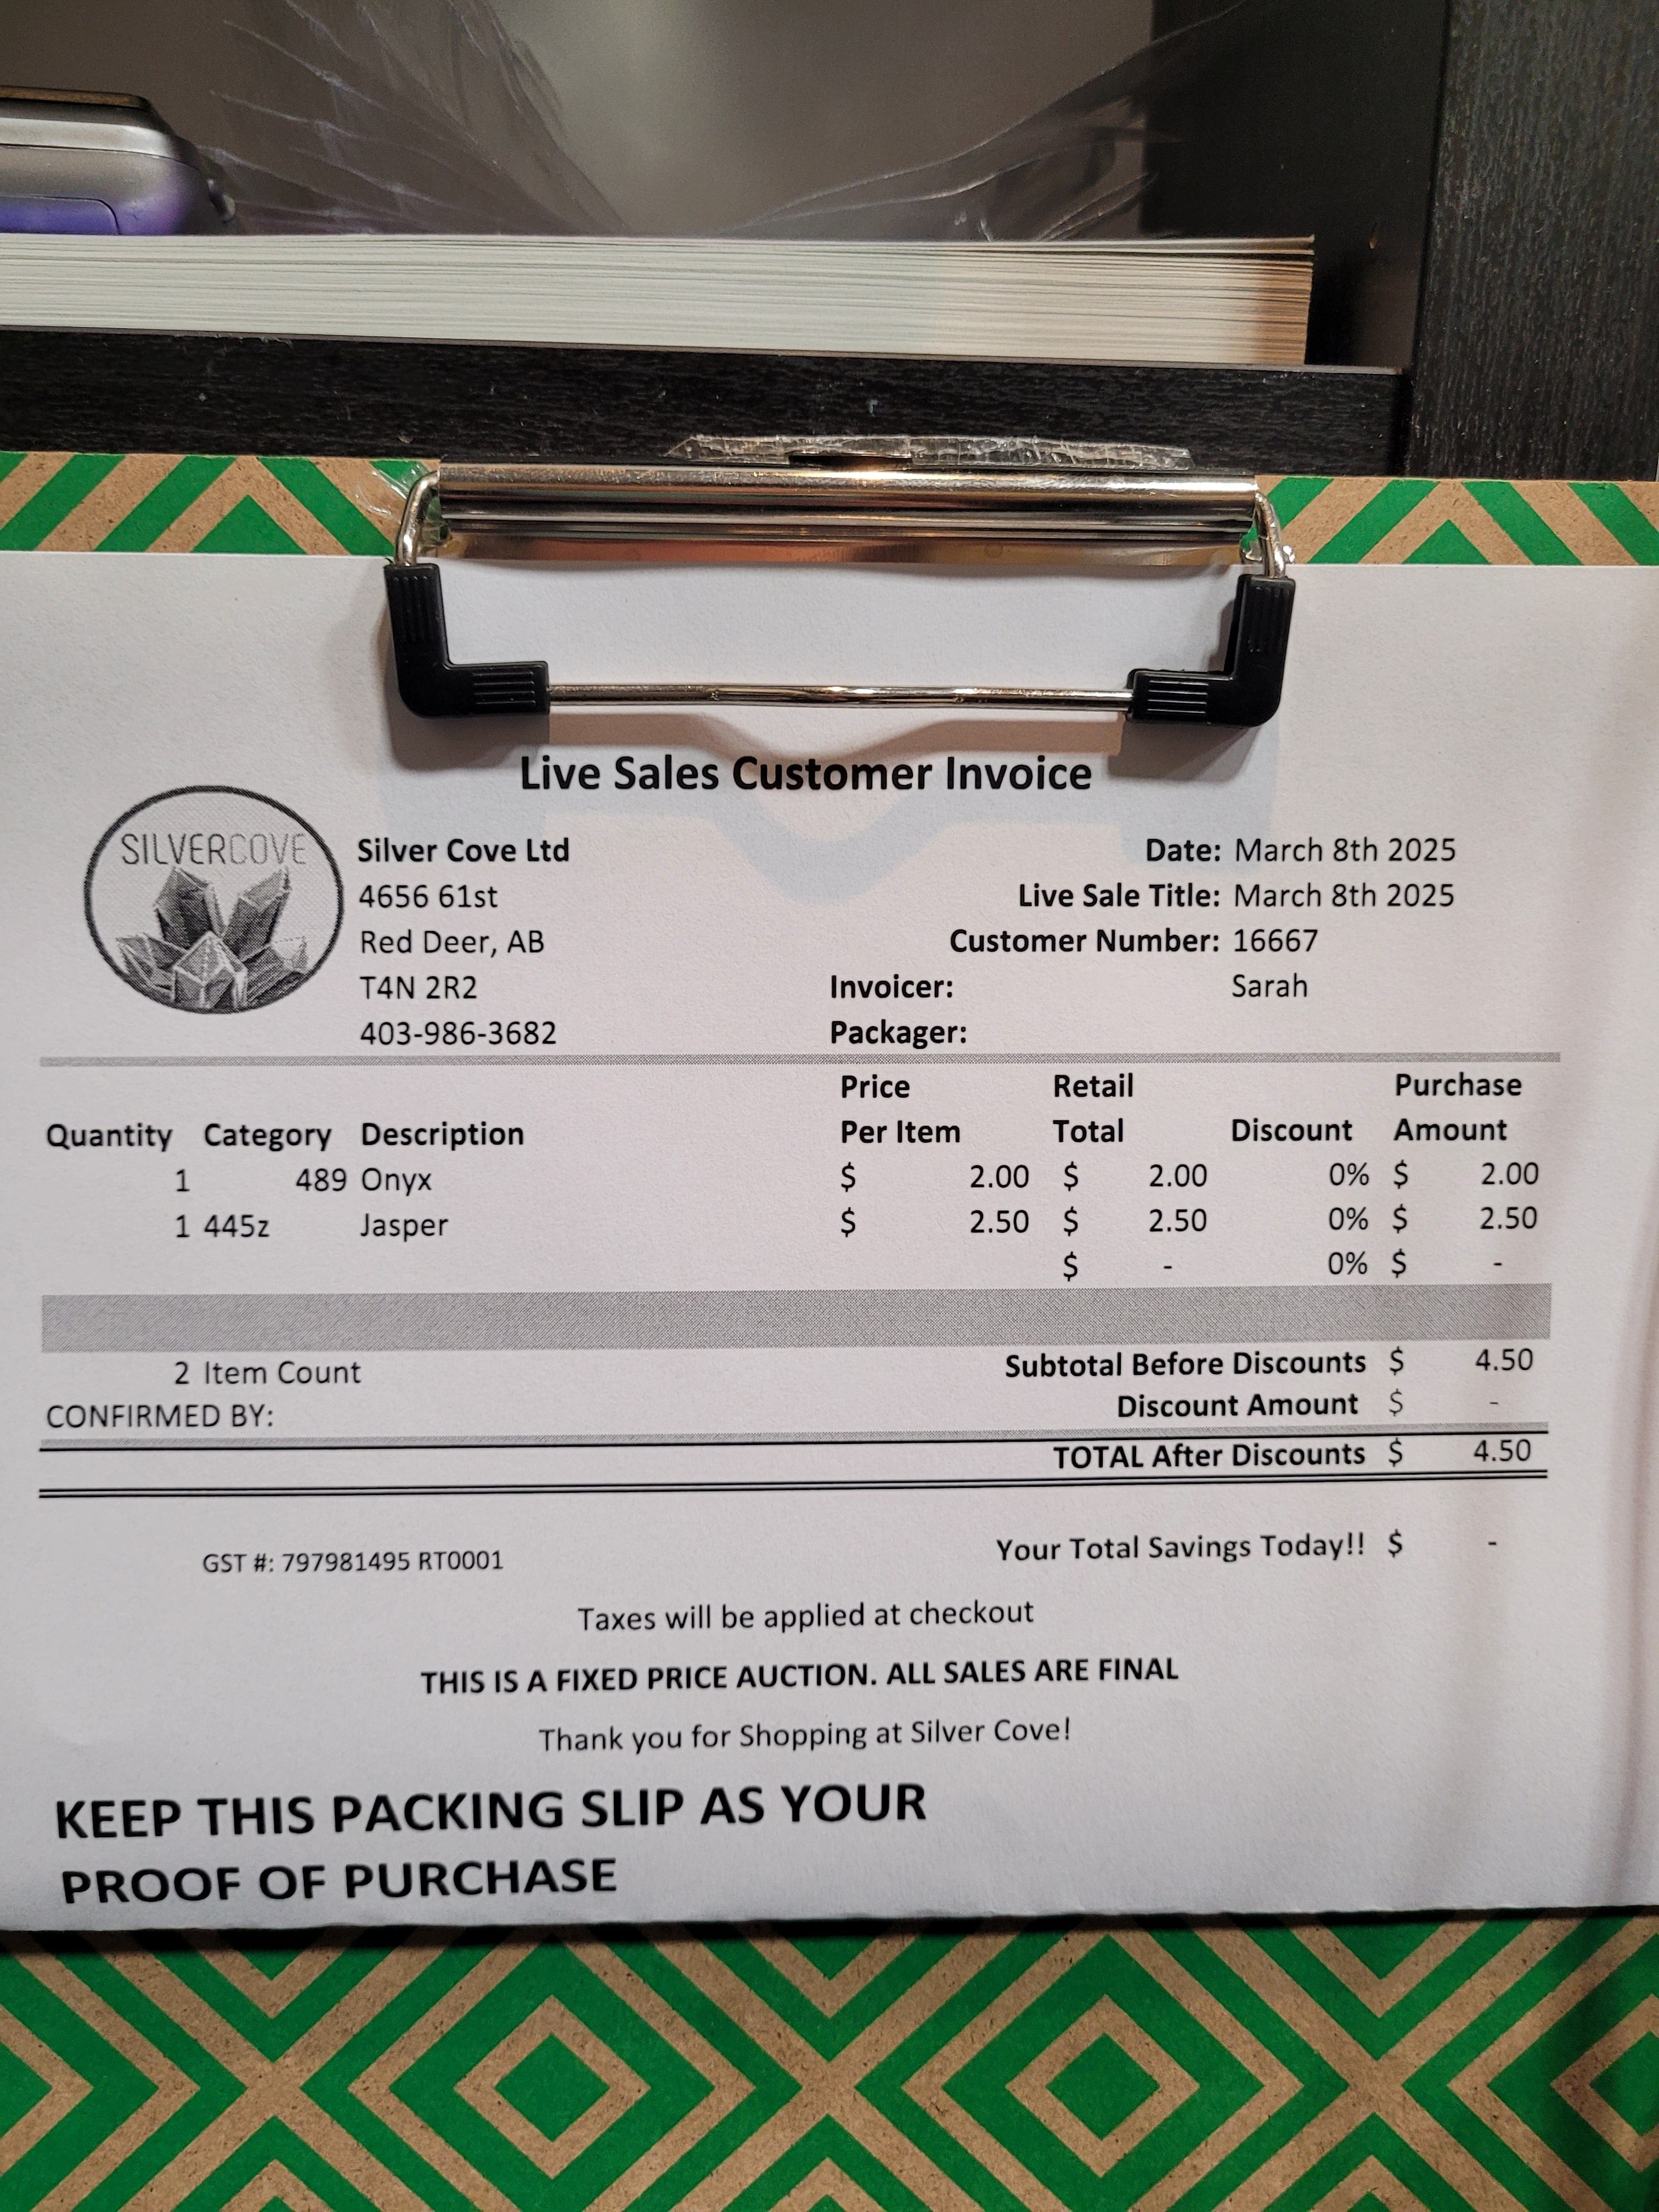 Live Sales Customer Invoice
SILVERCOVE
Silver Cove Ltd
4656 61st
Red Deer, AB
T4N 2R2
403-986-3682
Date: March 8th 2025
Live Sale Title: March 8th 2025
Customer Number: 16667
Invoicer: Sarah
Packager:
Price Retail Purchase
Quantity Category Description Per Item Total Discount Amount
1 489 Onyx $ 2.00 $ 2.00 0% $ 2.00
1 445z Jasper $ 2.50 $ 2.50 0% $ 2.50
$ - 0% $ -
2 Item Count Subtotal Before Discounts $ 4.50
CONFIRMED BY: Discount Amount $ -
TOTAL After Discounts $ 4.50
GST #: 797981495 RT0001 Your Total Savings Today!! $ -
Taxes will be applied at checkout
THIS IS A FIXED PRICE AUCTION. ALL SALES ARE FINAL
Thank you for Shopping at Silver Cove!
KEEP THIS PACKING SLIP AS YOUR
PROOF OF PURCHASE